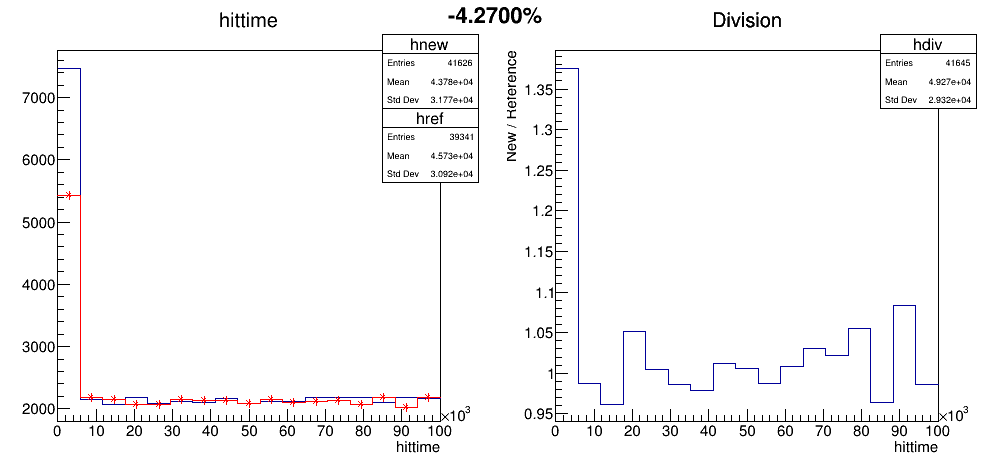 -4.2700%
hittime
hnew
Entries 41626
Mean 4.378e+04
Std Dev 3.177e+04
href
Entries 39341
Mean 4.573e+04
Std Dev 3.092e+04
7000
6000
5000
4000
3000
2000
0 10 20 30 40 50 60 70 80 90 100
×10³
hittime
Division
hdiv
Entries 41645
Mean 4.927e+04
Std Dev 2.932e+04
New / Reference
1.35
1.3
1.25
1.2
1.15
1.1
1.05
1
0.95
0 10 20 30 40 50 60 70 80 90 100
×10³
hittime